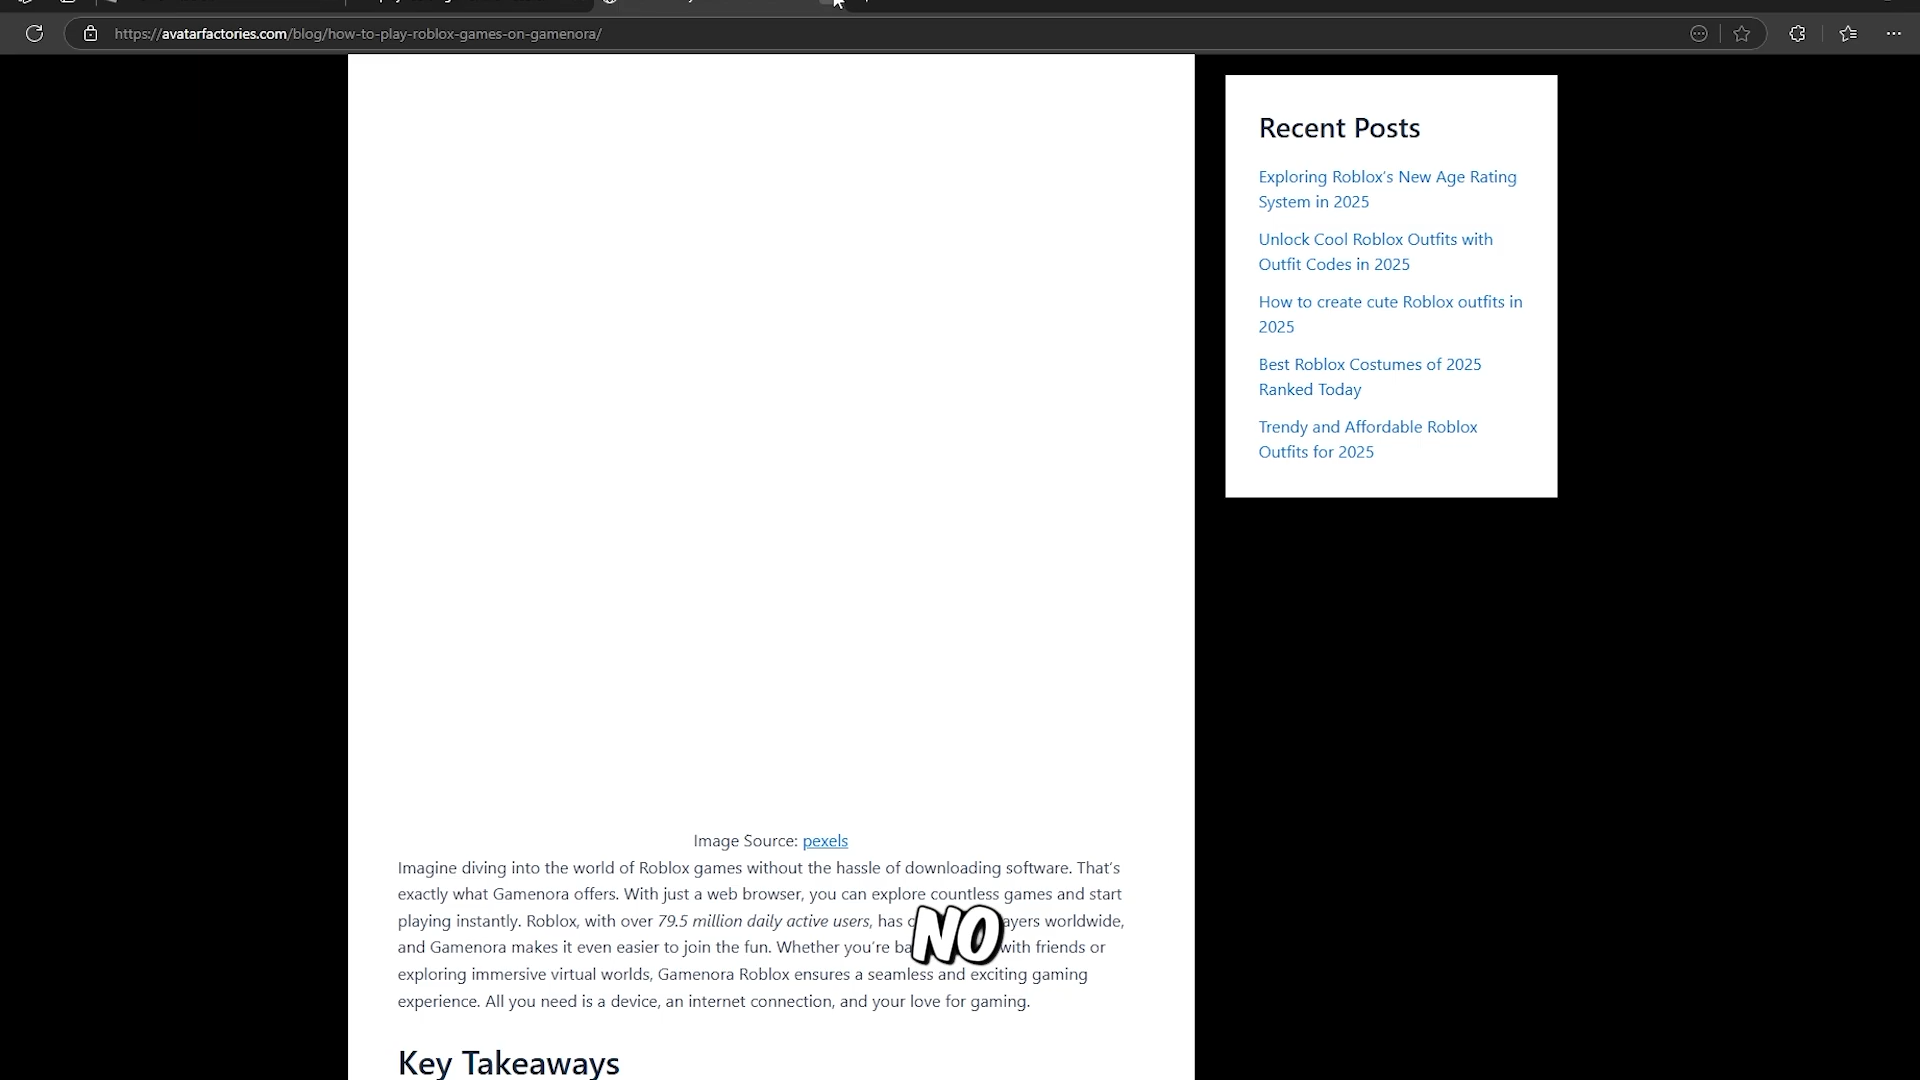 https://avatarfactories.com/blog/how-to-play-roblox-games-on-gamenora/
Recent Posts
Exploring Roblox's New Age Rating
System in 2025
Unlock Cool Roblox Outfits with
Outfit Codes in 2025
How to create cute Roblox outfits in
2025
Best Roblox Costumes of 2025
Ranked Today
Trendy and Affordable Roblox
Outfits for 2025
Image Source: pexels
Imagine diving into the world of Roblox games without the hassle of downloading software. That's
exactly what Gamenora offers. With just a web browser, you can explore countless games and start
playing instantly. Roblox, with over 79.5 million daily active users, has worldwide,
and Gamenora makes it even easier to join the fun. Whether you're with friends or
exploring immersive virtual worlds, Gamenora Roblox ensures a seamless and exciting gaming
experience. All you need is a device, an internet connection, and your love for gaming.
NO
Key Takeaways